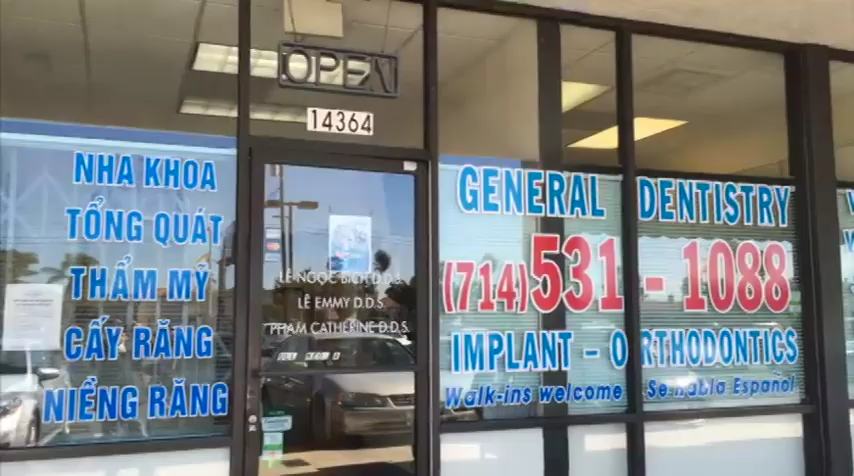 OPEN
14364
NHA KHOA
TỔNG QUÁT
THẨM MỸ
CẤY RĂNG
NIỀNG RĂNG
LÊ NGỌC BÍCH D.D.S.
LÊ EMMY D.D.S.
PHẠM CATHERINE D.D.S.
GENERAL DENTISTRY
(714) 531 - 1088
IMPLANT - ORTHODONTICS
Walk-ins welcome Se habla Español